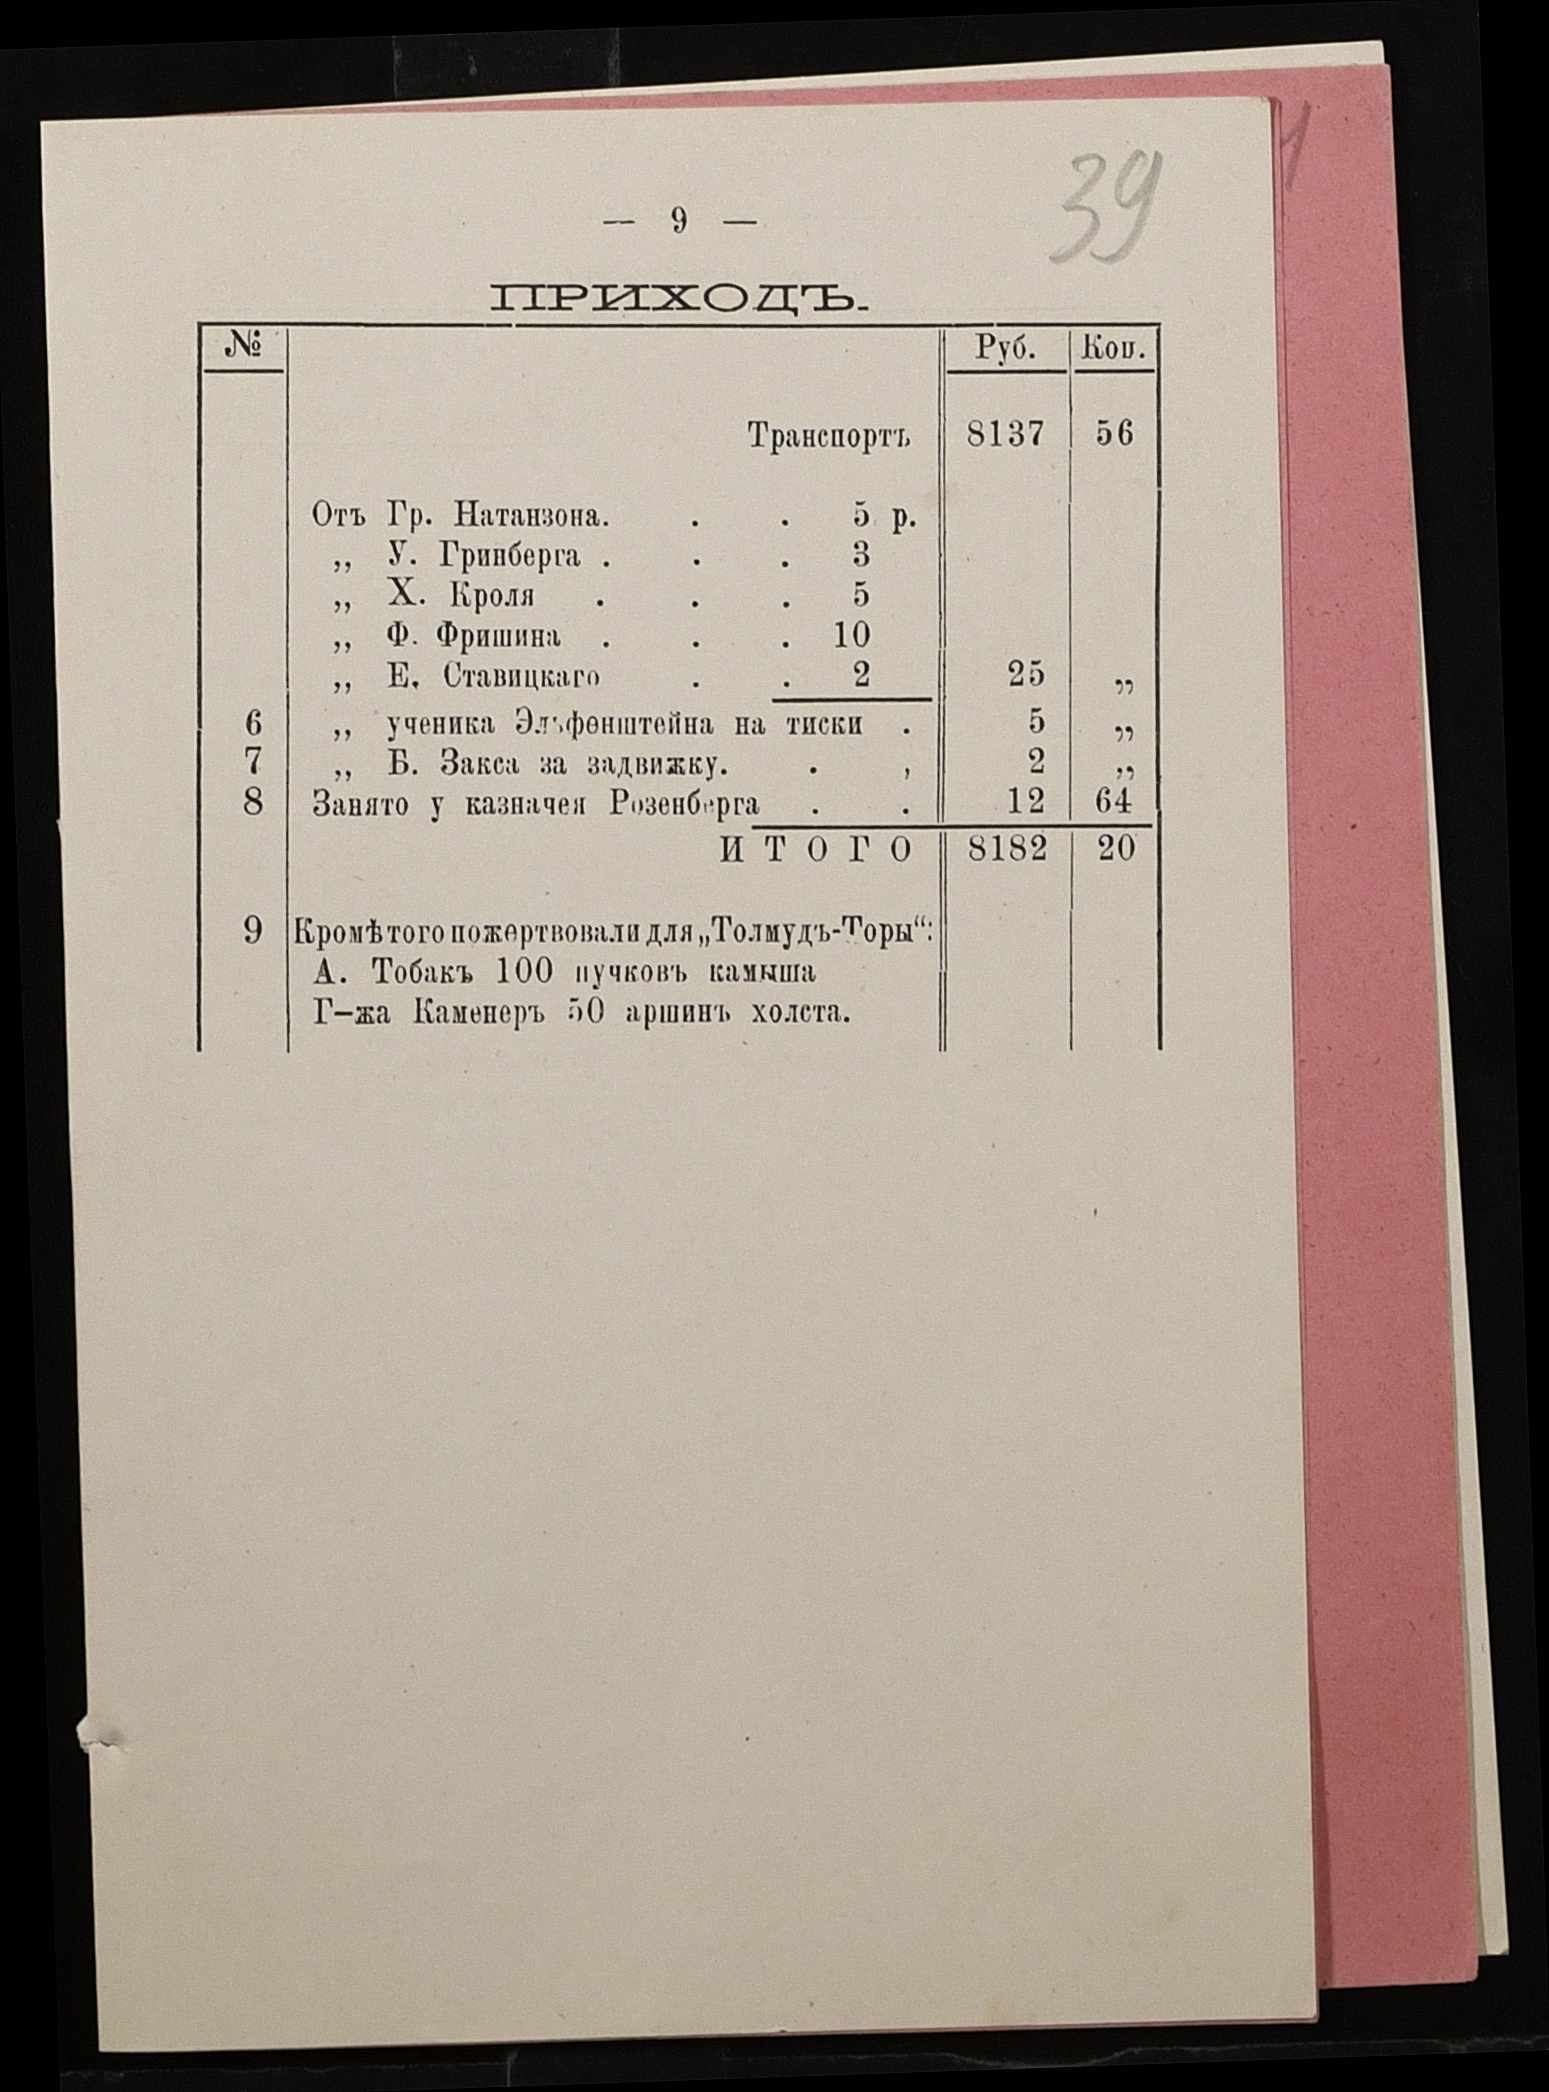 39
1
— 9 —
ПРИХОДЪ.
№ Руб. Коп.
Транспортъ 8137 56
Отъ Гр. Натанзона. . . 5 р.
„ У. Гринберга . . . 3
„ Х. Кроля . . . 5
„ Ф. Фришина . . . 10
„ Е. Ставицкаго . . 2 25 „
6 „ ученика Эльфенштейна на тиски . 5 „
7 „ Б. Закса за задвижку. . , 2 „
8 Занято у казначея Розенберга . . 12 64
ИТОГО 8182 20
9 Кромѣ того пожертвовали для „Толмудъ-Торы“:
А. Тобакъ 100 пучковъ камыша
Г-жа Каменеръ 50 аршинъ холста.